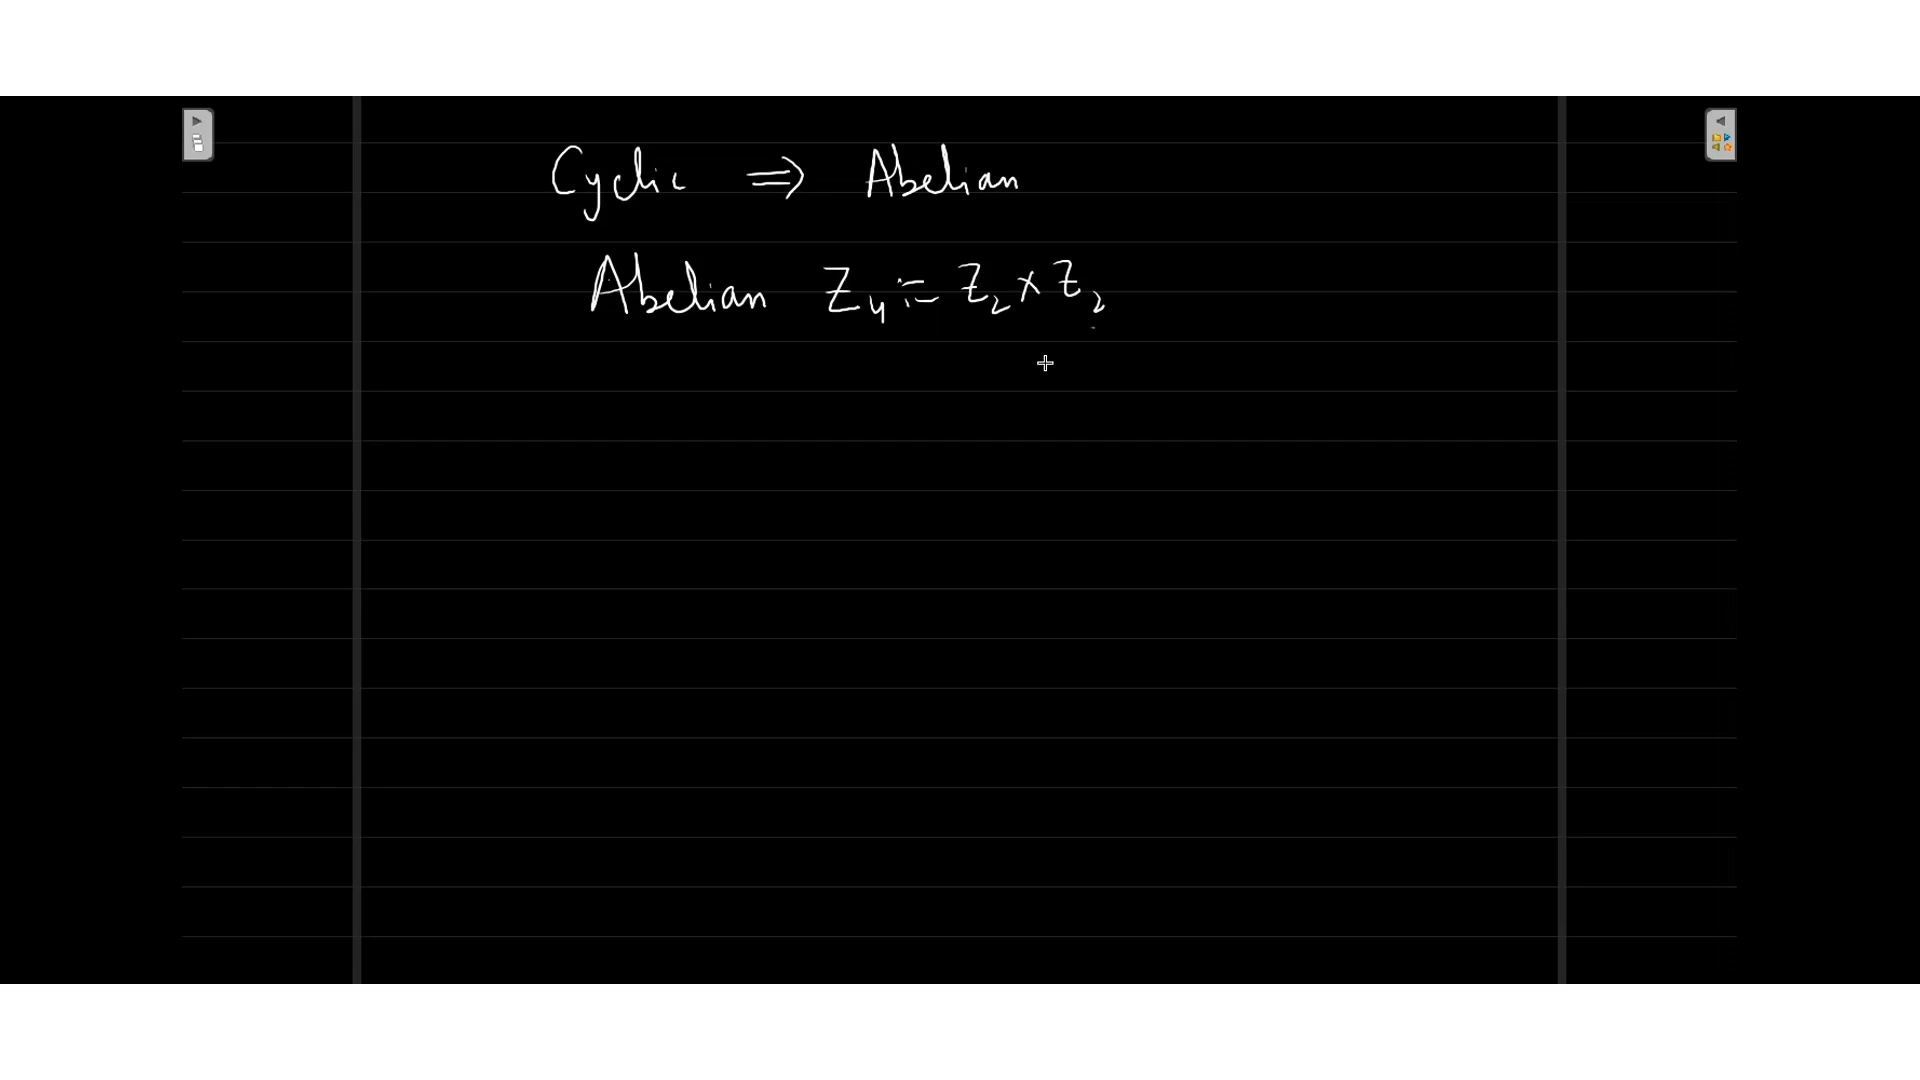 Cyclic ⇒ Abelian
Abelian Z₄ := Z₂ × Z₂